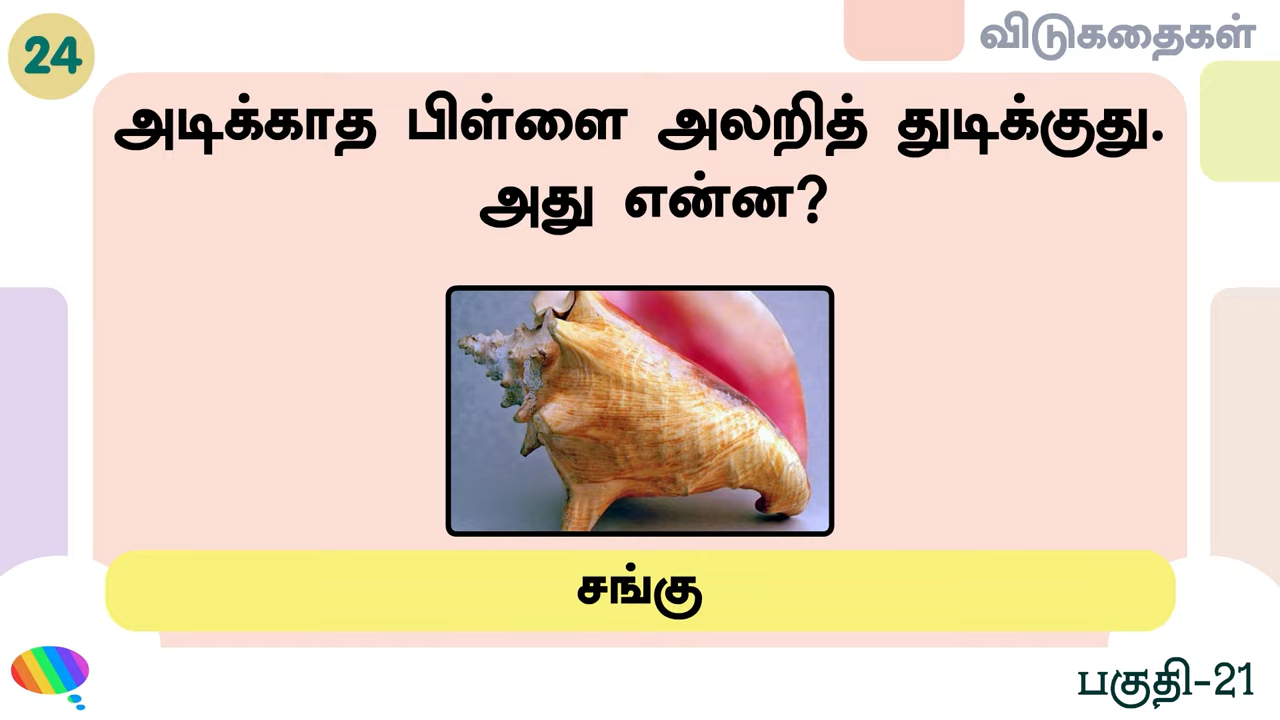 24
விடுகதைகள்
அடிக்காத பிள்ளை அலறித் துடிக்குது.
அது என்ன?
சங்கு
பகுதி-21